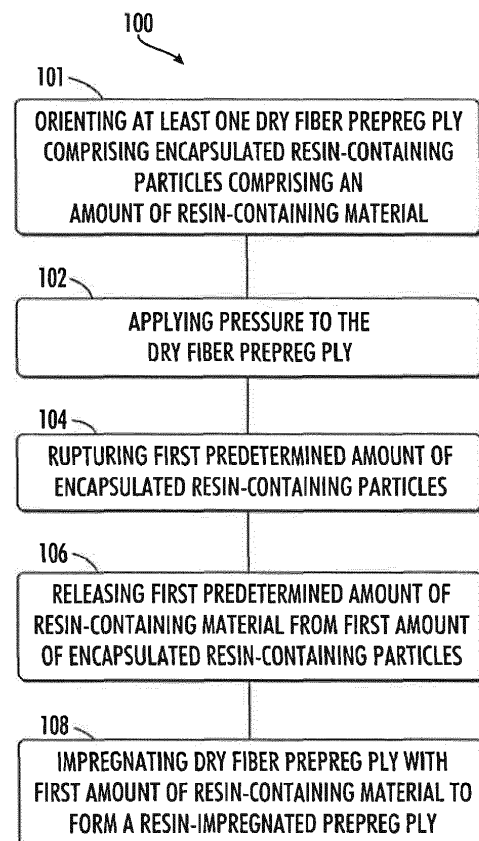 100
101
ORIENTING AT LEAST ONE DRY FIBER PREPREG PLY
COMPRISING ENCAPSULATED RESIN-CONTAINING
PARTICLES COMPRISING AN
AMOUNT OF RESIN-CONTAINING MATERIAL
102
APPLYING PRESSURE TO THE
DRY FIBER PREPREG PLY
104
RUPTURING FIRST PREDETERMINED AMOUNT OF
ENCAPSULATED RESIN-CONTAINING PARTICLES
106
RELEASING FIRST PREDETERMINED AMOUNT OF
RESIN-CONTAINING MATERIAL FROM FIRST AMOUNT
OF ENCAPSULATED RESIN-CONTAINING PARTICLES
108
IMPREGNATING DRY FIBER PREPREG PLY WITH
FIRST AMOUNT OF RESIN-CONTAINING MATERIAL TO
FORM A RESIN-IMPREGNATED PREPREG PLY